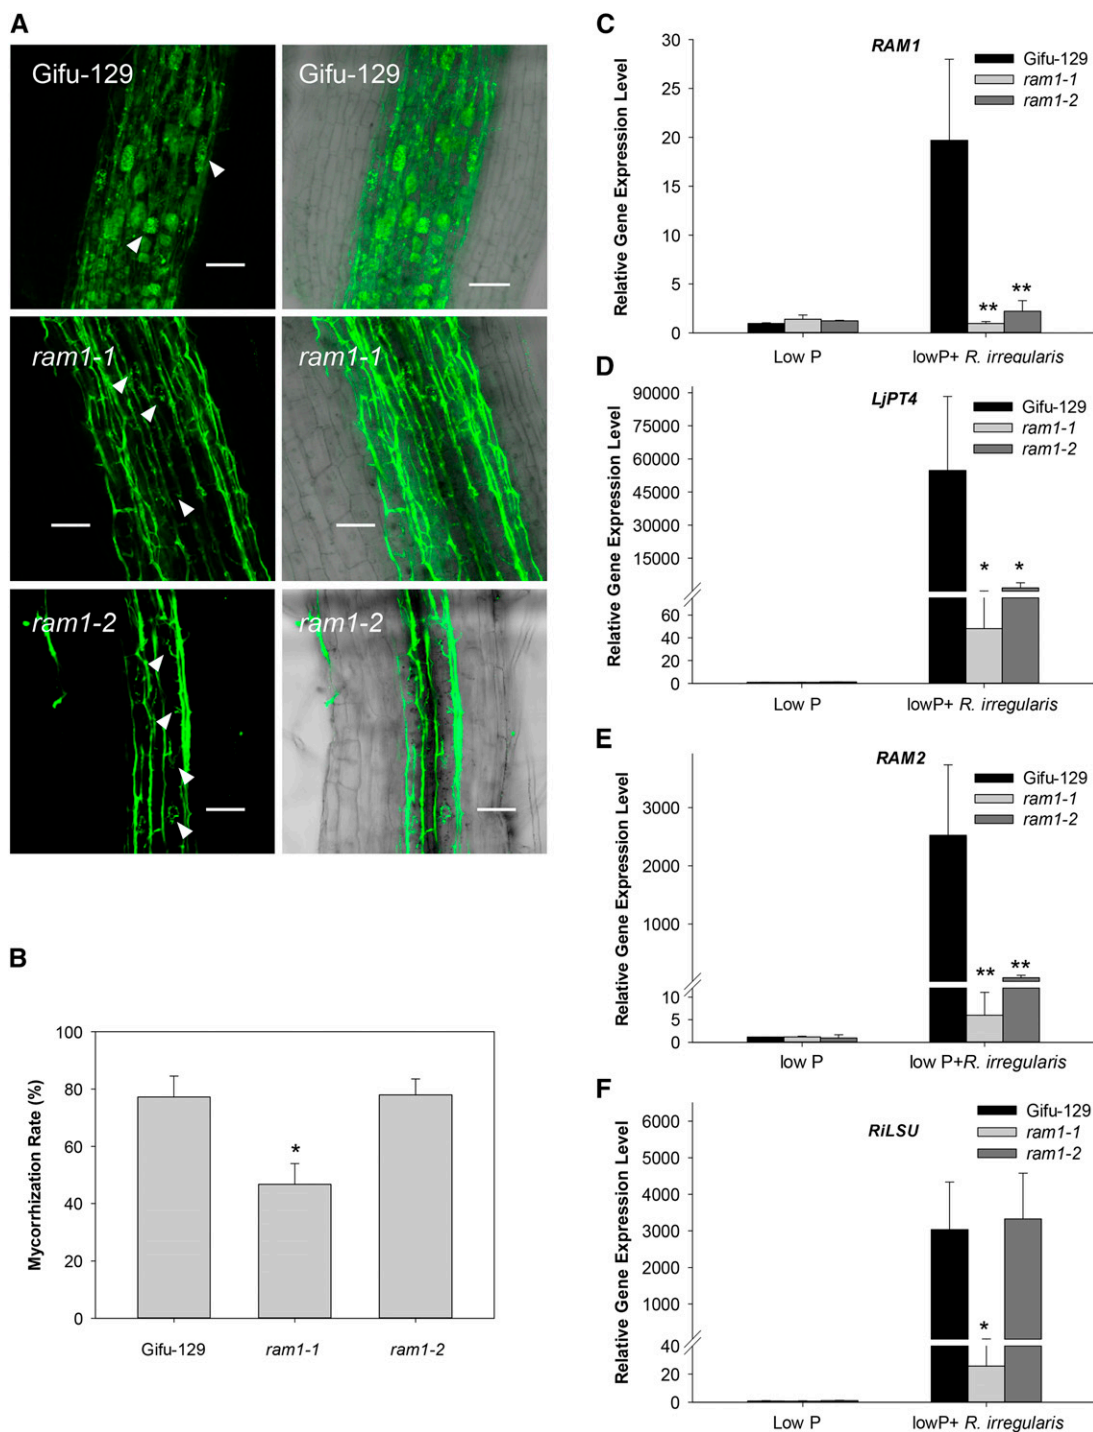 A
Gifu-129
Gifu-129
ram1-1
ram1-1
ram1-2
ram1-2
B
Mycorrhization Rate (%)
100
80
60
40
20
0
*
Gifu-129 ram1-1 ram1-2
C
RAM1
Relative Gene Expression Level
30
25
20
15
10
5
0
Gifu-129
ram1-1
ram1-2
** **
Low P lowP+ R. irregularis
D
LjPT4
Relative Gene Expression Level
90000
75000
60000
45000
30000
15000
60
40
20
0
Gifu-129
ram1-1
ram1-2
* *
Low P lowP+ R. irregularis
E
RAM2
Relative Gene Expression Level
3000
2000
1000
10
5
0
Gifu-129
ram1-1
ram1-2
** **
low P low P+R. irregularis
F
RiLSU
Relative Gene Expression Level
6000
5000
4000
3000
2000
1000
40
20
0
Gifu-129
ram1-1
ram1-2
*
Low P lowP+ R. irregularis